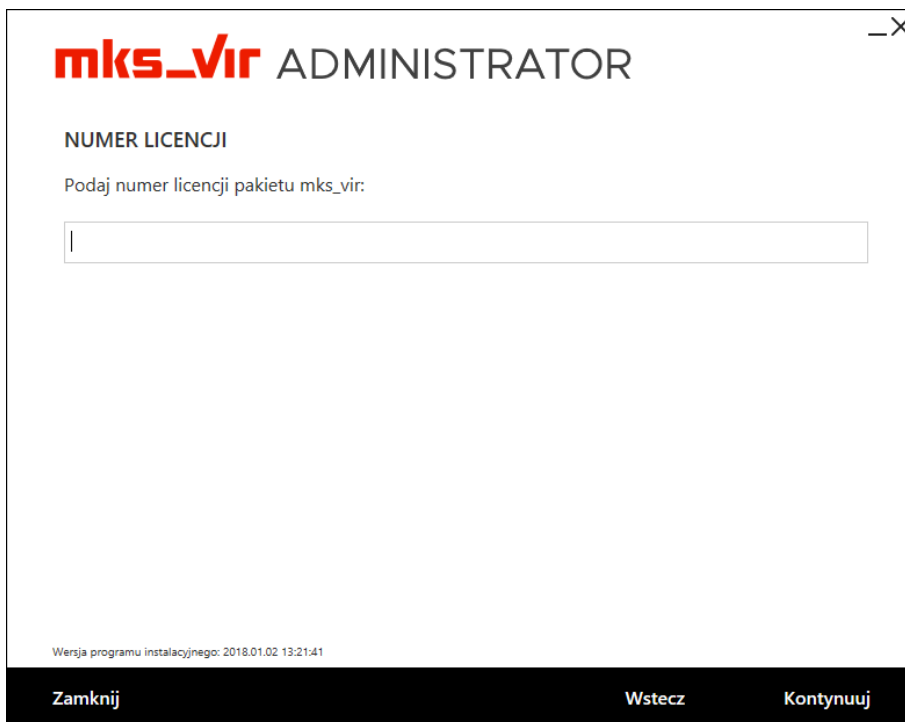 mks_vir ADMINISTRATOR
NUMER LICENCJI
Podaj numer licencji pakietu mks_vir:
Wersja programu instalacyjnego: 2018.01.02 13:21:41
Zamknij Wstecz Kontynuuj